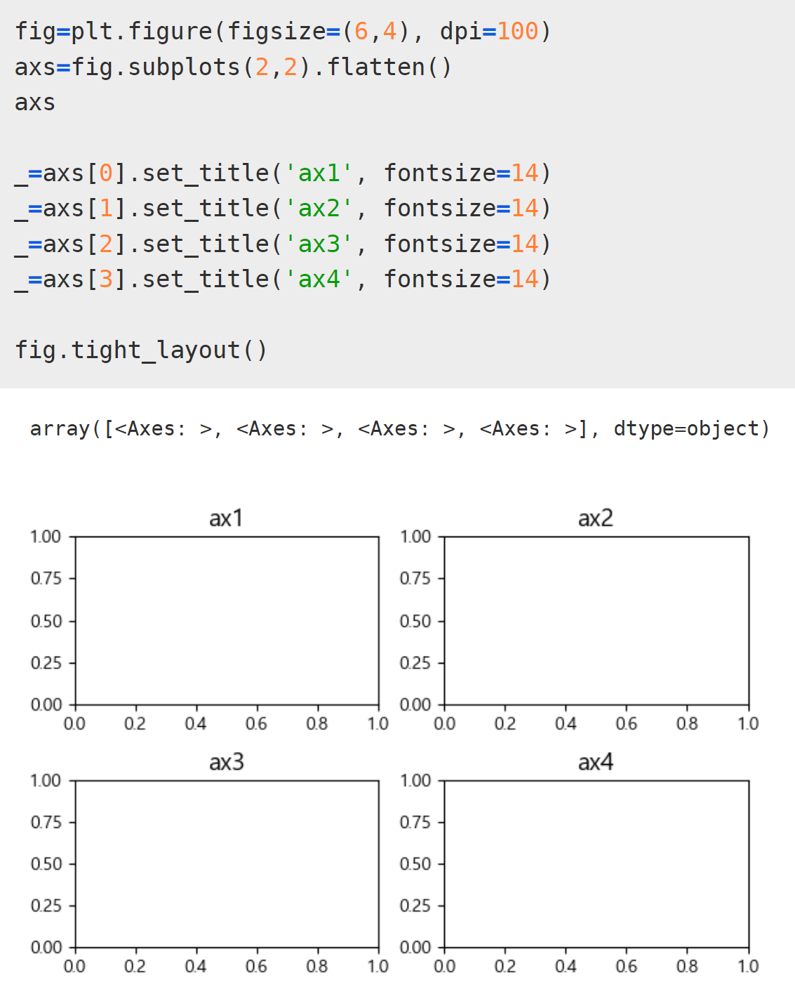 fig=plt.figure(figsize=(6,4), dpi=100)
axs=fig.subplots(2,2).flatten()
axs
_=axs[0].set_title('ax1', fontsize=14)
_=axs[1].set_title('ax2', fontsize=14)
_=axs[2].set_title('ax3', fontsize=14)
_=axs[3].set_title('ax4', fontsize=14)
fig.tight_layout()
array([<Axes: >, <Axes: >, <Axes: >, <Axes: >], dtype=object)
ax1
1.00
0.75
0.50
0.25
0.00
0.0 0.2 0.4 0.6 0.8 1.0
ax2
1.00
0.75
0.50
0.25
0.00
0.0 0.2 0.4 0.6 0.8 1.0
ax3
1.00
0.75
0.50
0.25
0.00
0.0 0.2 0.4 0.6 0.8 1.0
ax4
1.00
0.75
0.50
0.25
0.00
0.0 0.2 0.4 0.6 0.8 1.0